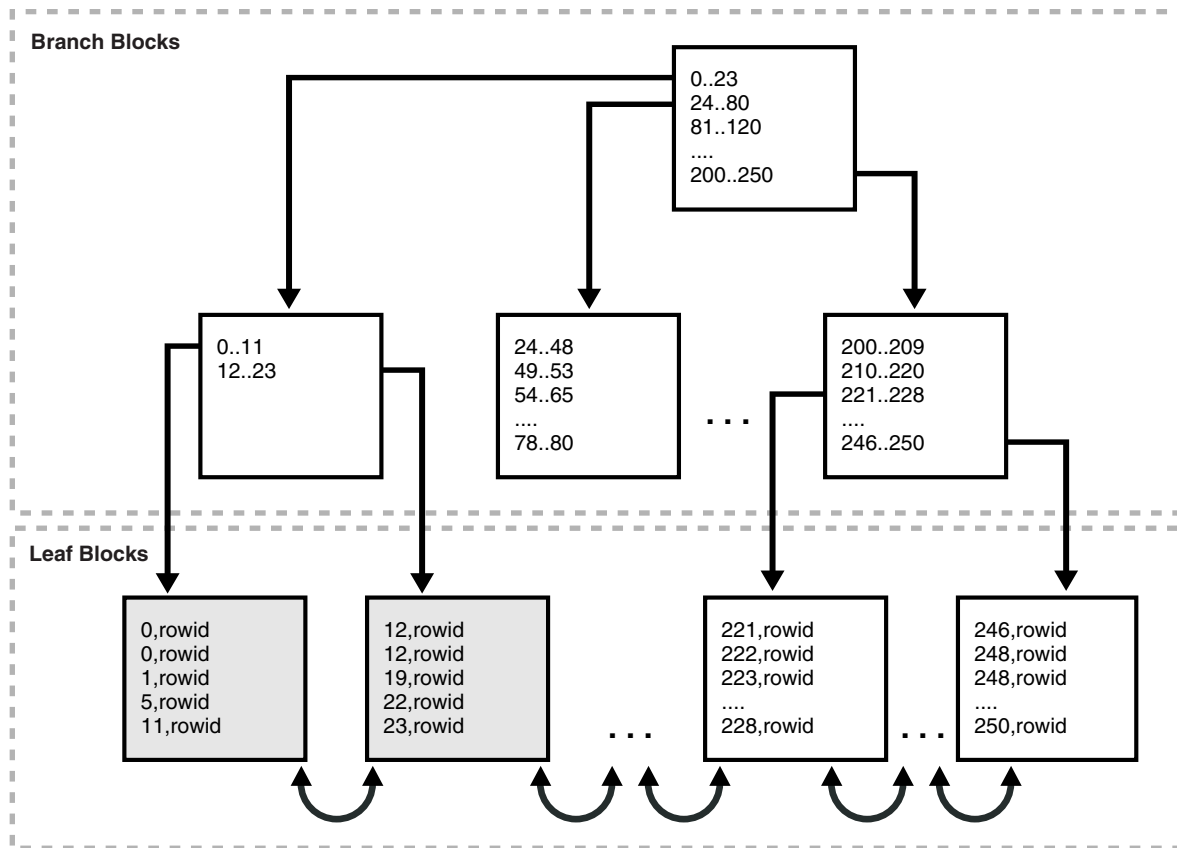 Branch Blocks
0..23
24..80
81..120
....
200..250
0..11
12..23
24..48
49..53
54..65
....
78..80
. . .
200..209
210..220
221..228
....
246..250
Leaf Blocks
0,rowid
0,rowid
1,rowid
5,rowid
11,rowid
12,rowid
12,rowid
19,rowid
22,rowid
23,rowid
. . .
221,rowid
222,rowid
223,rowid
....
228,rowid
. . .
246,rowid
248,rowid
248,rowid
....
250,rowid